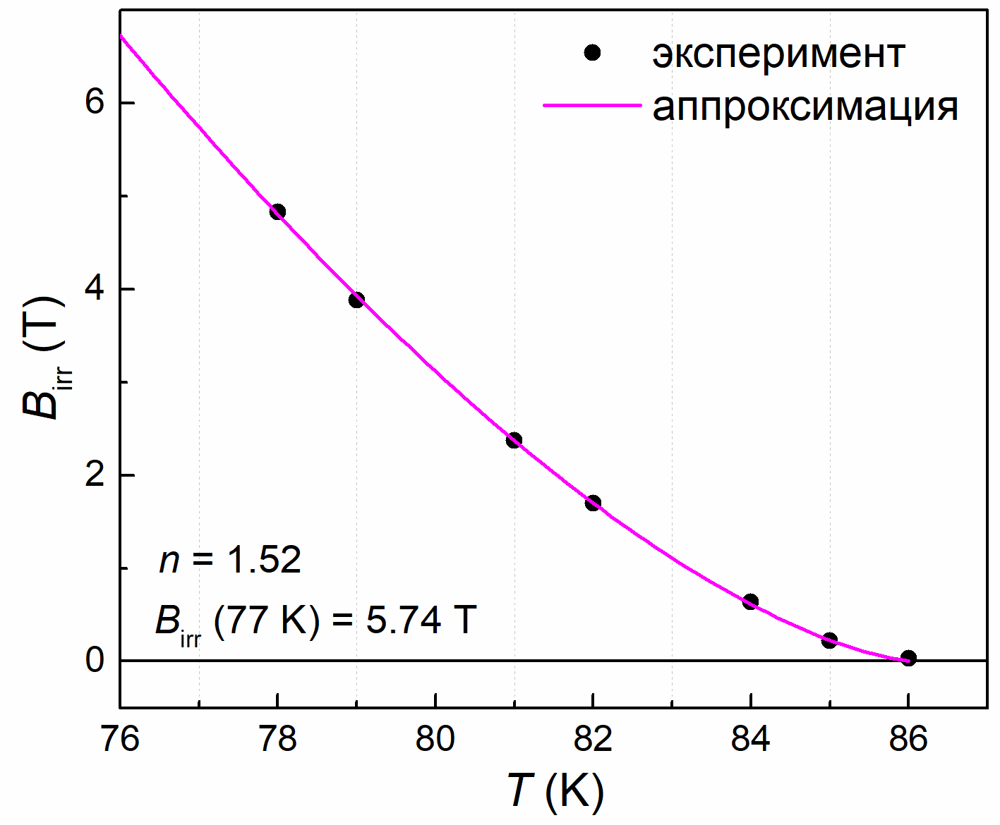 эксперимент
аппроксимация
6
4
2
0
B_irr (T)
n = 1.52
B_irr (77 K) = 5.74 T
76 78 80 82 84 86
T (K)